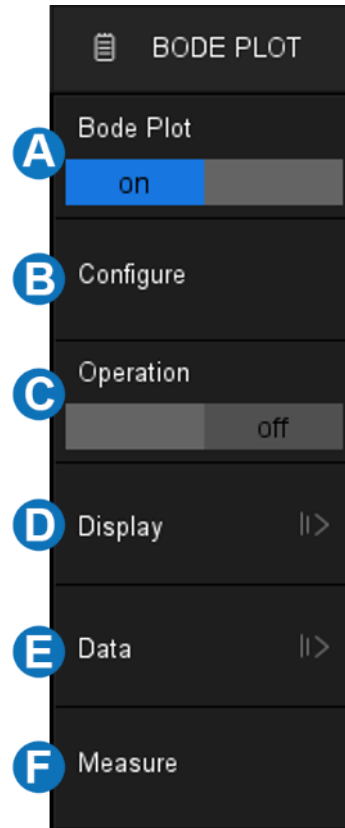 BODE PLOT
A
Bode Plot
on
B
Configure
C
Operation
off
D
Display
E
Data
F
Measure